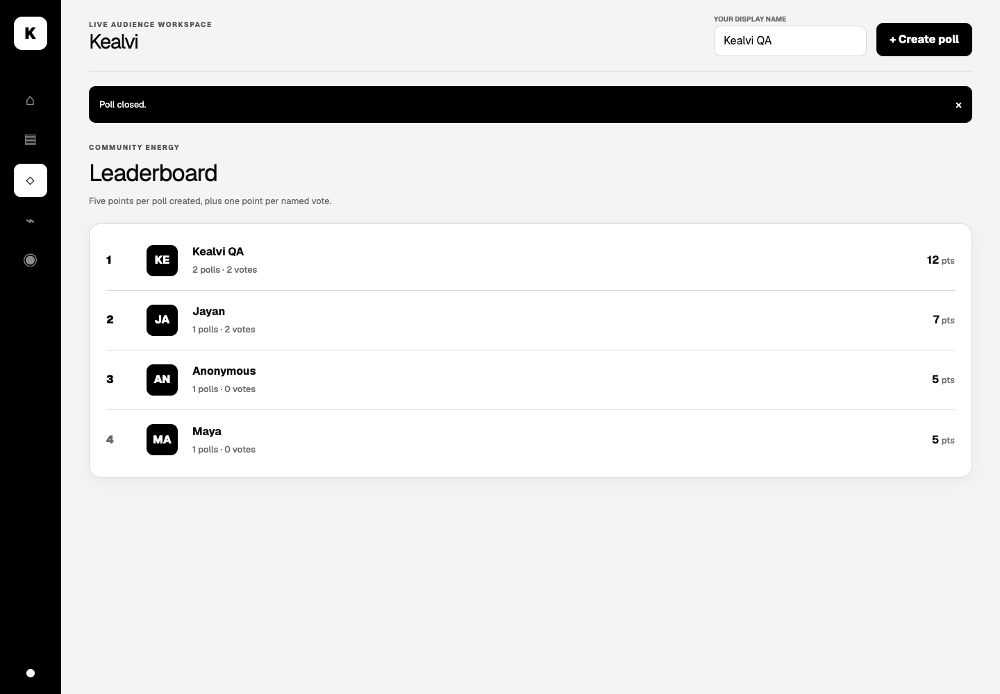 K
LIVE AUDIENCE WORKSPACE
Kealvi
YOUR DISPLAY NAME
Kealvi QA
+ Create poll
Poll closed.
×
COMMUNITY ENERGY
Leaderboard
Five points per poll created, plus one point per named vote.
1
KE
Kealvi QA
2 polls · 2 votes
12 pts
2
JA
Jayan
1 polls · 2 votes
7 pts
3
AN
Anonymous
1 polls · 0 votes
5 pts
4
MA
Maya
1 polls · 0 votes
5 pts